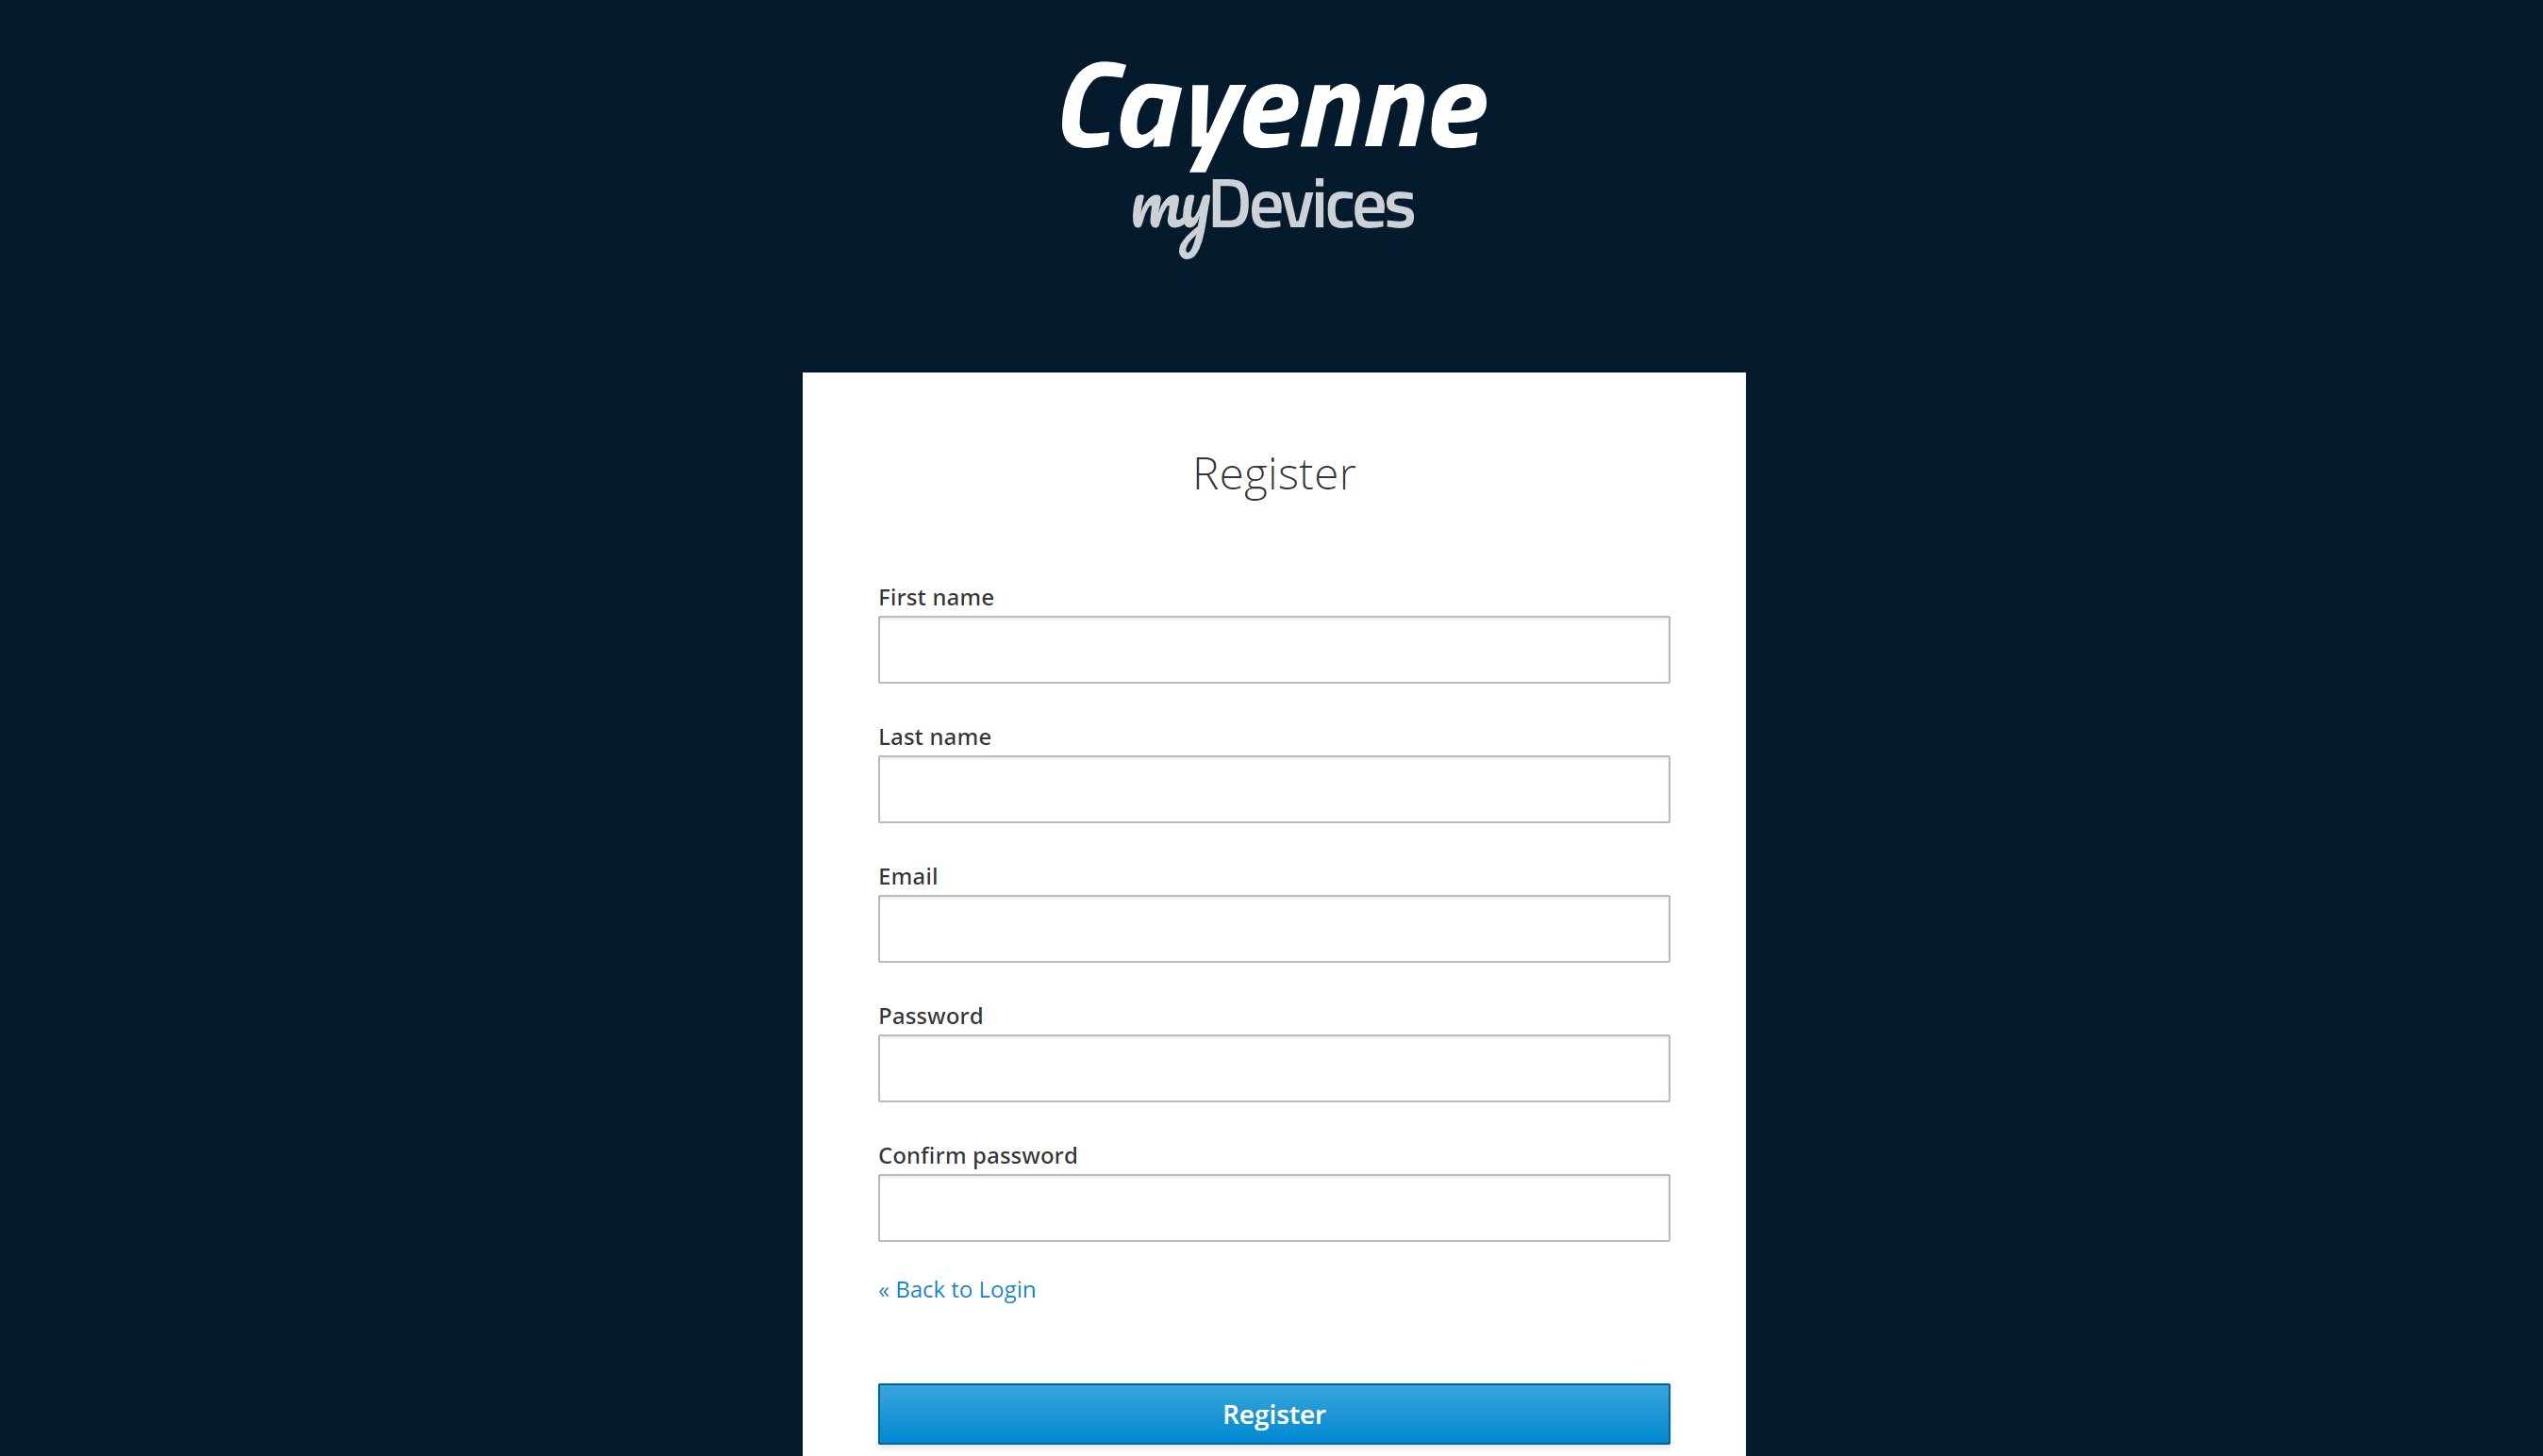 Cayenne
myDevices
Register
First name
Last name
Email
Password
Confirm password
« Back to Login
Register